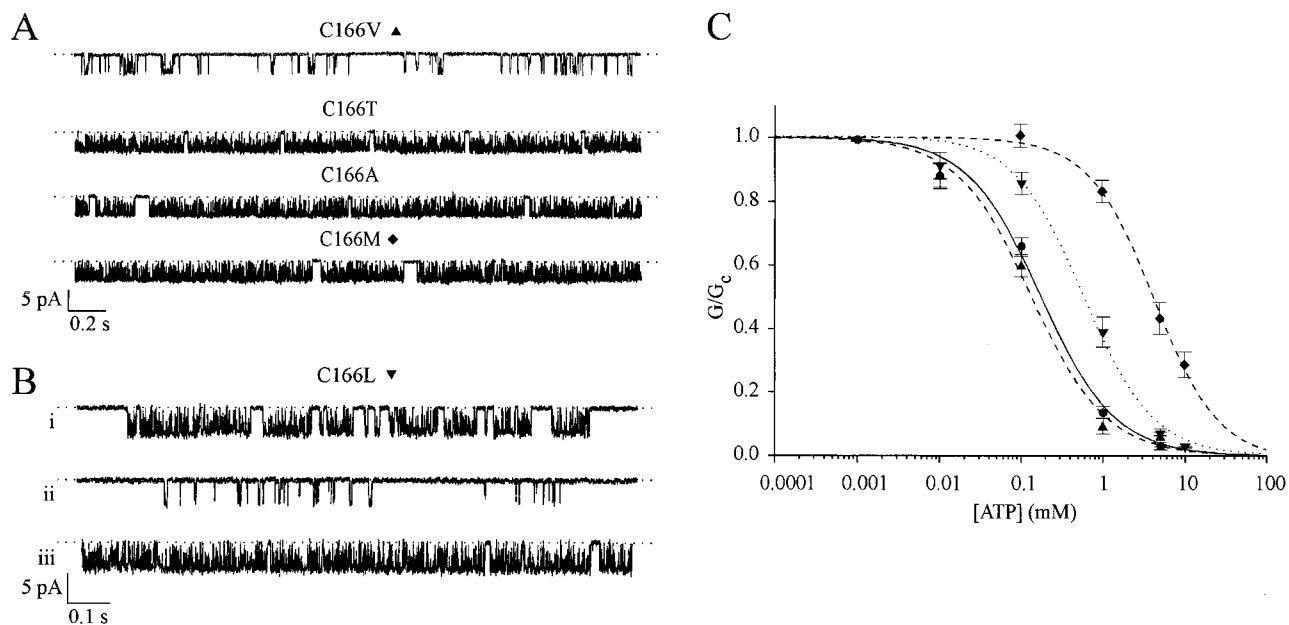 A
C166V ▲
C166T
C166A
C166M ◆
5 pA
0.2 s
B
C166L ▼
i
ii
iii
5 pA
0.1 s
C
G/Gc
1.0
0.8
0.6
0.4
0.2
0.0
0.0001 0.001 0.01 0.1 1 10 100
[ATP] (mM)